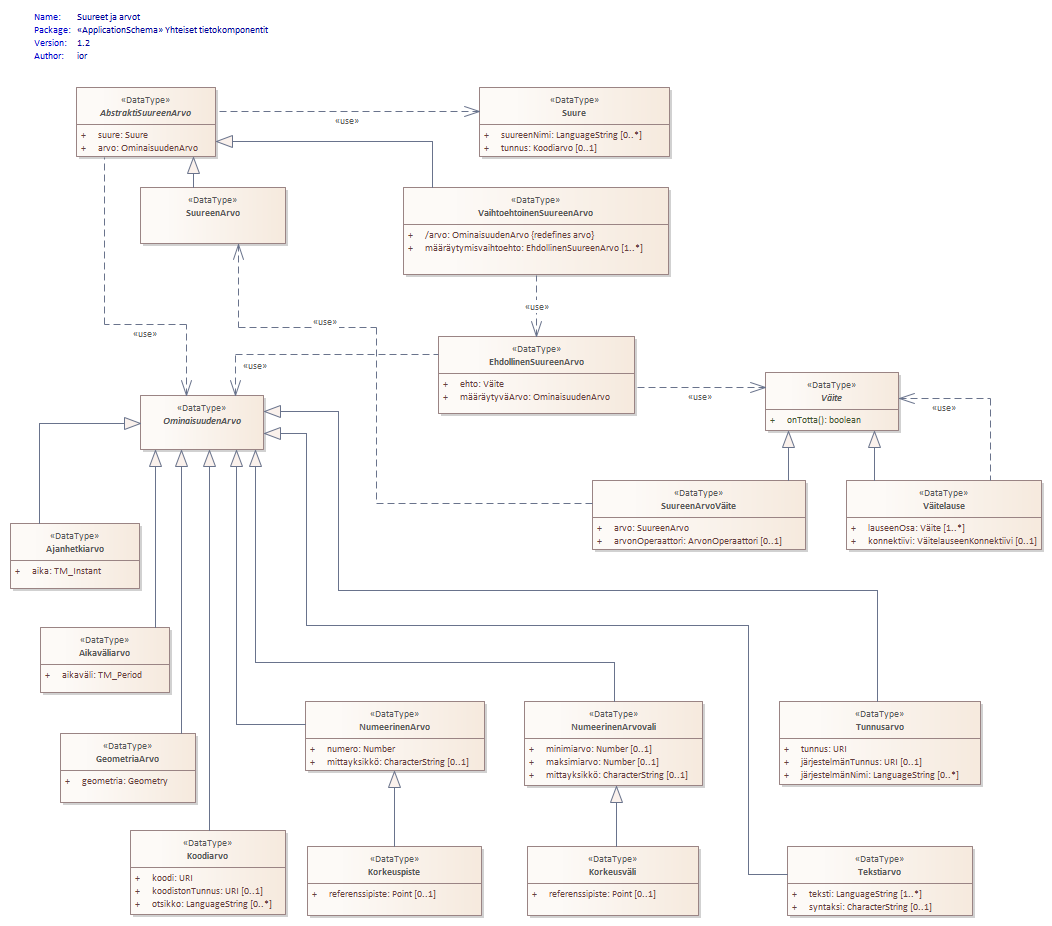 Name: Suureet ja arvot
Package: «ApplicationSchema» Yhteiset tietokomponentit
Version: 1.2
Author: ior
«DataType»
AbstraktiSuureenArvo
+ suure: Suure
+ arvo: OminaisuudenArvo
«use»
«DataType»
Suure
+ suureenNimi: LanguageString [0..*]
+ tunnus: Koodiarvo [0..1]
«DataType»
SuureenArvo
«DataType»
VaihtoehtoinenSuureenArvo
+ /arvo: OminaisuudenArvo {redefines arvo}
+ määräytymisvaihtoehto: EhdollinenSuureenArvo [1..*]
«use»
«use»
«use»
«DataType»
EhdollinenSuureenArvo
+ ehto: Väite
+ määräytyväArvo: OminaisuudenArvo
«use»
«use»
«DataType»
Väite
+ onTotta(): boolean
«use»
«DataType»
OminaisuudenArvo
«DataType»
SuureenArvoVäite
+ arvo: SuureenArvo
+ arvonOperaattori: ArvonOperaattori [0..1]
«DataType»
Väitelause
+ lauseenOsa: Väite [1..*]
+ konnektiivi: VäitelauseenKonnektiivi [0..1]
«DataType»
Ajanhetkiarvo
+ aika: TM_Instant
«DataType»
Aikaväliarvo
+ aikaväli: TM_Period
«DataType»
GeometriaArvo
+ geometria: Geometry
«DataType»
NumeerinenArvo
+ numero: Number
+ mittayksikkö: CharacterString [0..1]
«DataType»
NumeerinenArvovali
+ minimiarvo: Number [0..1]
+ maksimiarvo: Number [0..1]
+ mittayksikkö: CharacterString [0..1]
«DataType»
Tunnusarvo
+ tunnus: URI
+ järjestelmänTunnus: URI [0..1]
+ järjestelmänNimi: LanguageString [0..*]
«DataType»
Koodiarvo
+ koodi: URI
+ koodistonTunnus: URI [0..1]
+ otsikko: LanguageString [0..*]
«DataType»
Korkeuspiste
+ referenssipiste: Point [0..1]
«DataType»
Korkeusväli
+ referenssipiste: Point [0..1]
«DataType»
Tekstiarvo
+ teksti: LanguageString [1..*]
+ syntaksi: CharacterString [0..1]